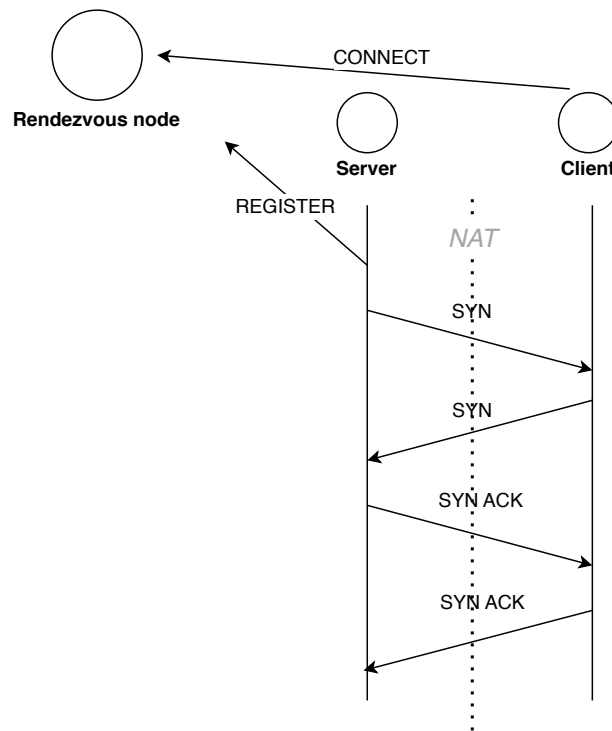 CONNECT
Rendezvous node
Server
Client
REGISTER
NAT
SYN
SYN
SYN ACK
SYN ACK